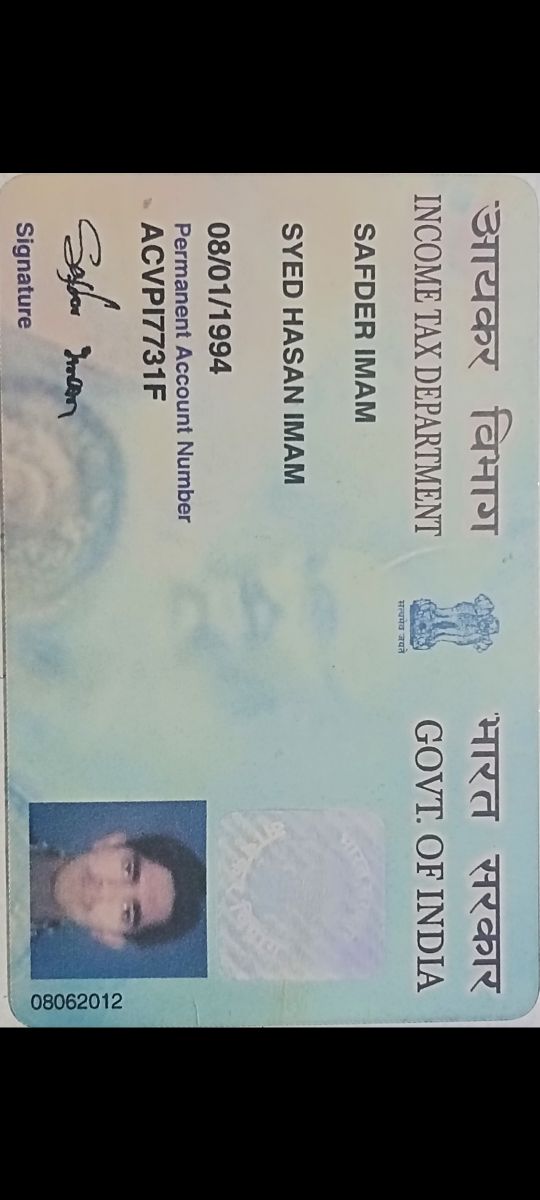 आयकर विभाग
INCOME TAX DEPARTMENT
सत्यमेव जयते
भारत सरकार
GOVT. OF INDIA
SAFDER IMAM
SYED HASAN IMAM
08/01/1994
Permanent Account Number
ACVPI7731F
Safder Imam
Signature
08062012